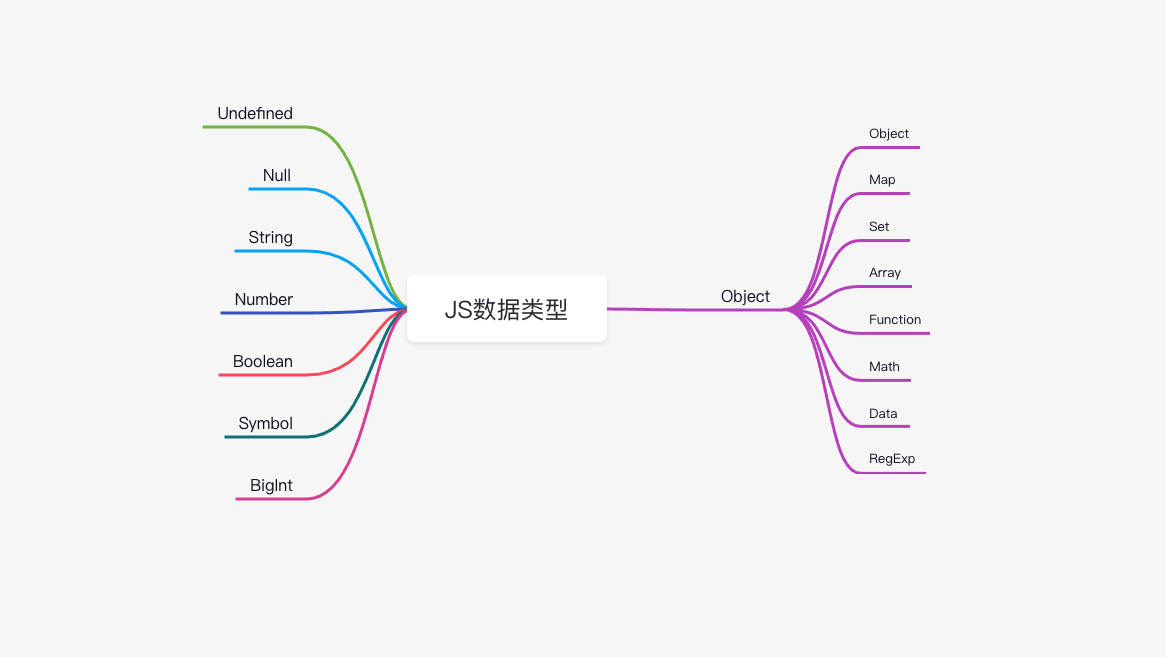 Undefined
Null
String
Number
Boolean
Symbol
BigInt
JS数据类型
Object
Object
Map
Set
Array
Function
Math
Data
RegExp